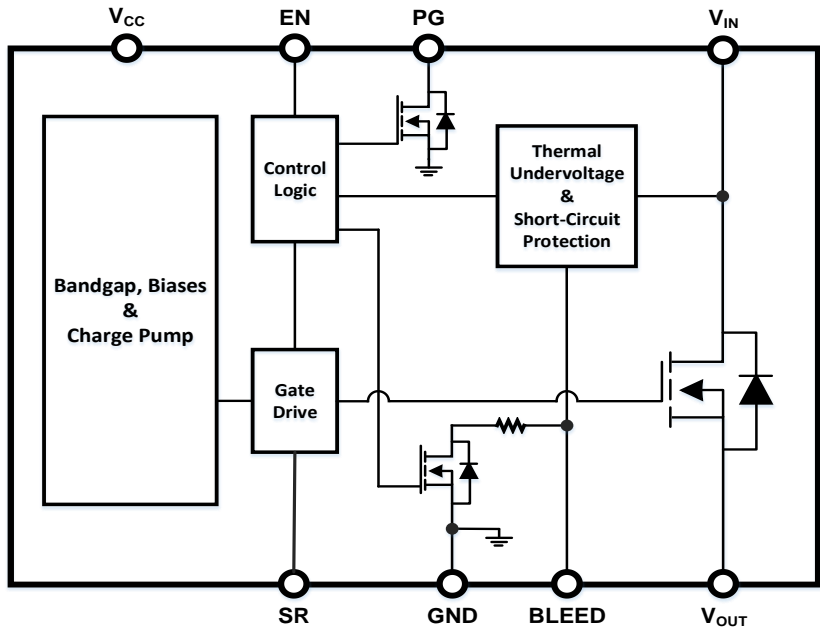 VCC
EN
PG
VIN
Control
Logic
Thermal
Undervoltage
&
Short-Circuit
Protection
Bandgap, Biases
&
Charge Pump
Gate
Drive
SR
GND
BLEED
VOUT